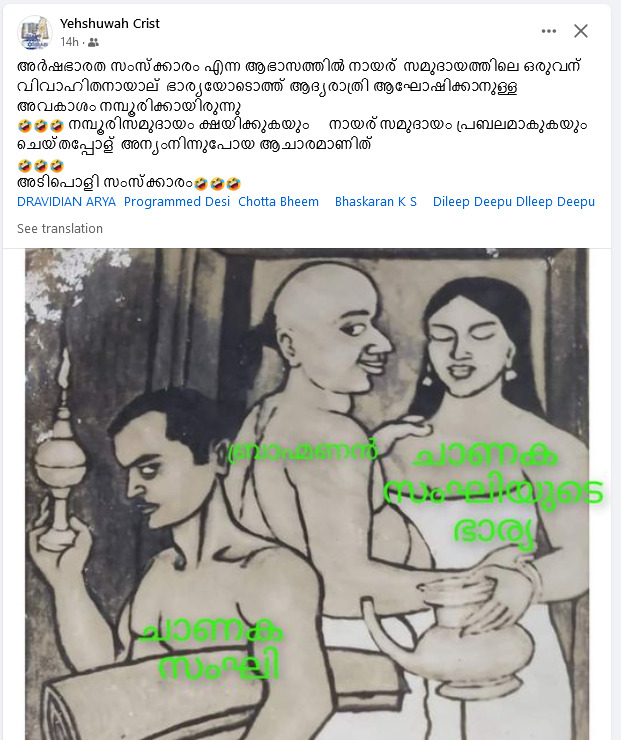 Yehshuwah Crist
14h
അർഷഭാരത സംസ്ക്കാരം എന്ന ആഭാസത്തിൽ നായര് സമുദായത്തിലെ ഒരുവന്
വിവാഹിതനായാല് ഭാര്യയോടൊത്ത് ആദ്യരാത്രി ആഘോഷിക്കാനുള്ള
അവകാശം നമ്പൂരിക്കായിരുന്നു
🤣🤣🤣 നമ്പൂരിസമുദായം ക്ഷയിക്കുകയും നായര് സമുദായം പ്രബലമാകുകയും
ചെയ്തപ്പോള് അന്യംനിന്നുപോയ ആചാരമാണിത്
🤣🤣🤣
അടിപൊളി സംസ്ക്കാരം🤣🤣🤣
DRAVIDIAN ARYA Programmed Desi Chotta Bheem Bhaskaran K S Dileep Deepu Dlleep Deepu
See translation
ബ്രാഹ്മണൻ
ചാണക
സംഘിയുടെ
ഭാര്യ
ചാണക
സംഘി